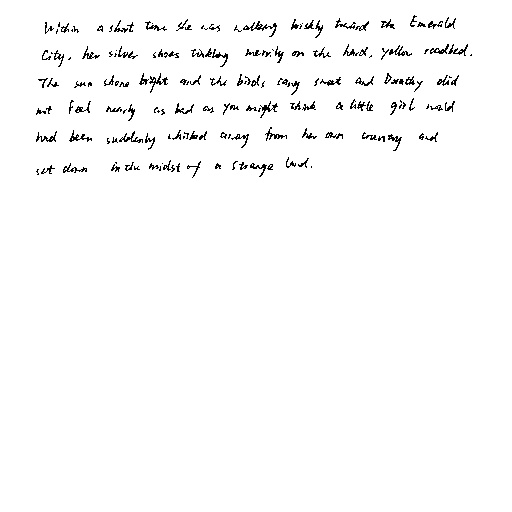 Within a short time she was walking briskly toward the Emerald
City, her silver shoes tinkling merrily on the hard, yellow roadbed.
The sun shone bright and the birds sang sweet and Dorothy did
not feel nearly as bad as you might think a little girl would
had been suddenly whisked away from her own country and
set down in the midst of a strange land.